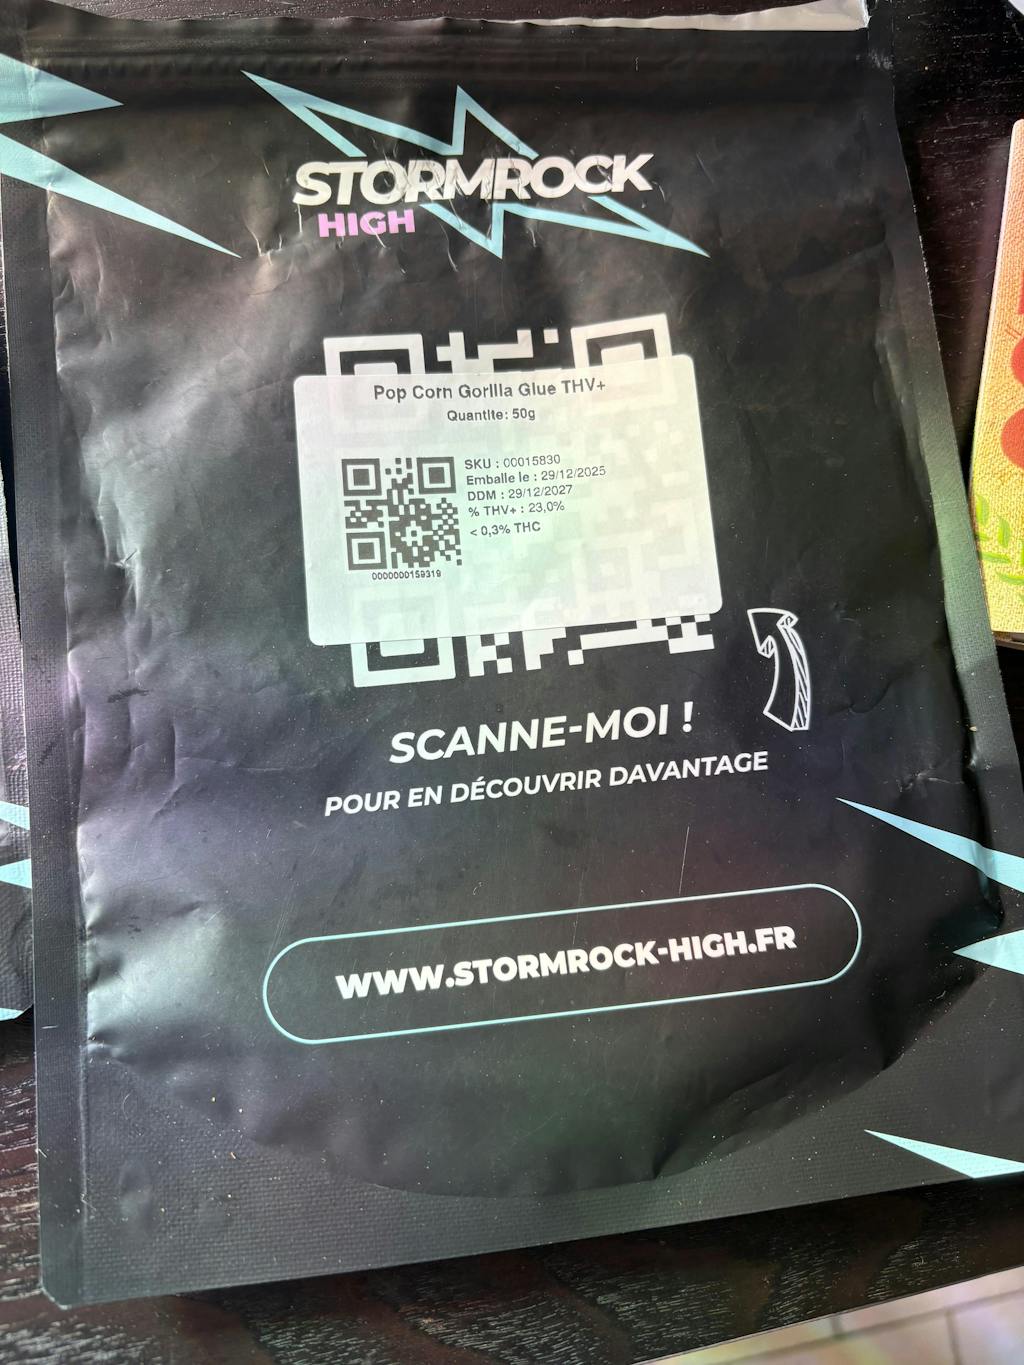 STORMROCK
HIGH
Pop Corn Gorilla Glue THV+
Quantite: 50g
SKU : 00015830
Emballe le : 29/12/2025
DDM : 29/12/2027
% THV+ : 23,0%
< 0,3% THC
0000000159319
SCANNE-MOI !
POUR EN DÉCOUVRIR DAVANTAGE
WWW.STORMROCK-HIGH.FR